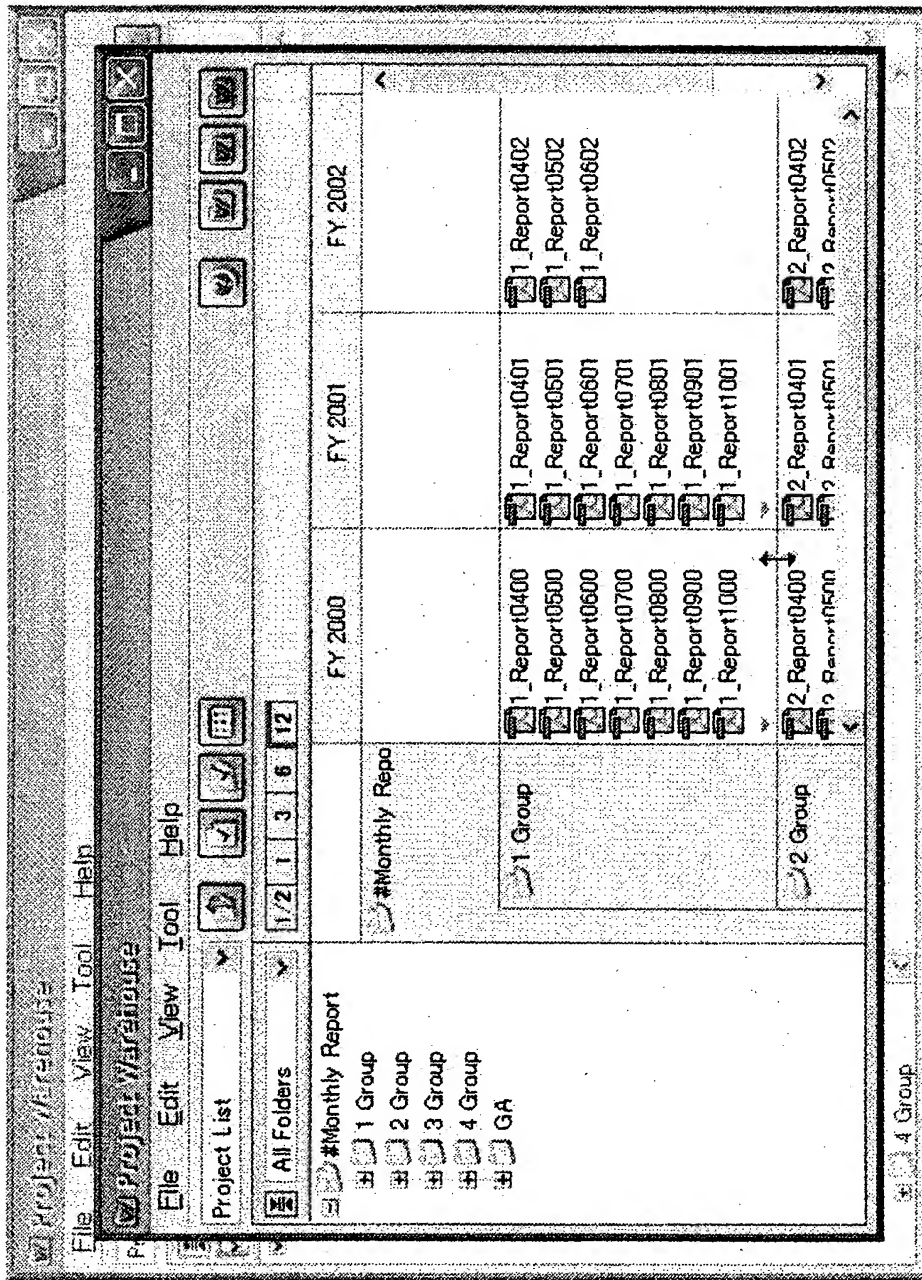 Project Warehouse
File Edit View Tool Help
Project Warehouse
File Edit View Tool Help
Project List
All Folders
1/2 1 3 6 12
#Monthly Report
1 Group
2 Group
3 Group
4 Group
GA
FY 2000 FY 2001 FY 2002
#Monthly Repo
1 Group
1_Report0400 1_Report0401 1_Report0402
1_Report0500 1_Report0501 1_Report0502
1_Report0600 1_Report0601 1_Report0602
1_Report0700 1_Report0701
1_Report0800 1_Report0801
1_Report0900 1_Report0901
1_Report1000 1_Report1001
2 Group
2_Report0400 2_Report0401 2_Report0402
2_Report0500 2_Report0501 2_Report0502
4 Group